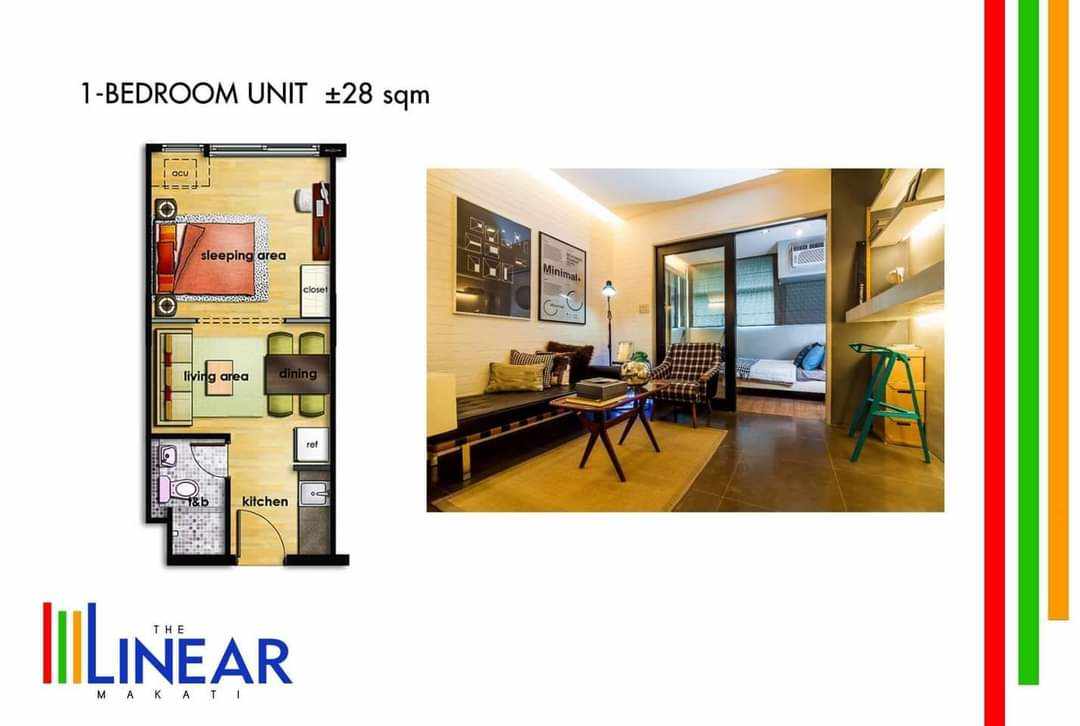 1-BEDROOM UNIT ±28 sqm
acu
sleeping area
closet
living area
dining
ref
t&b
kitchen
Minimal+
THE
LINEAR
MAKATI